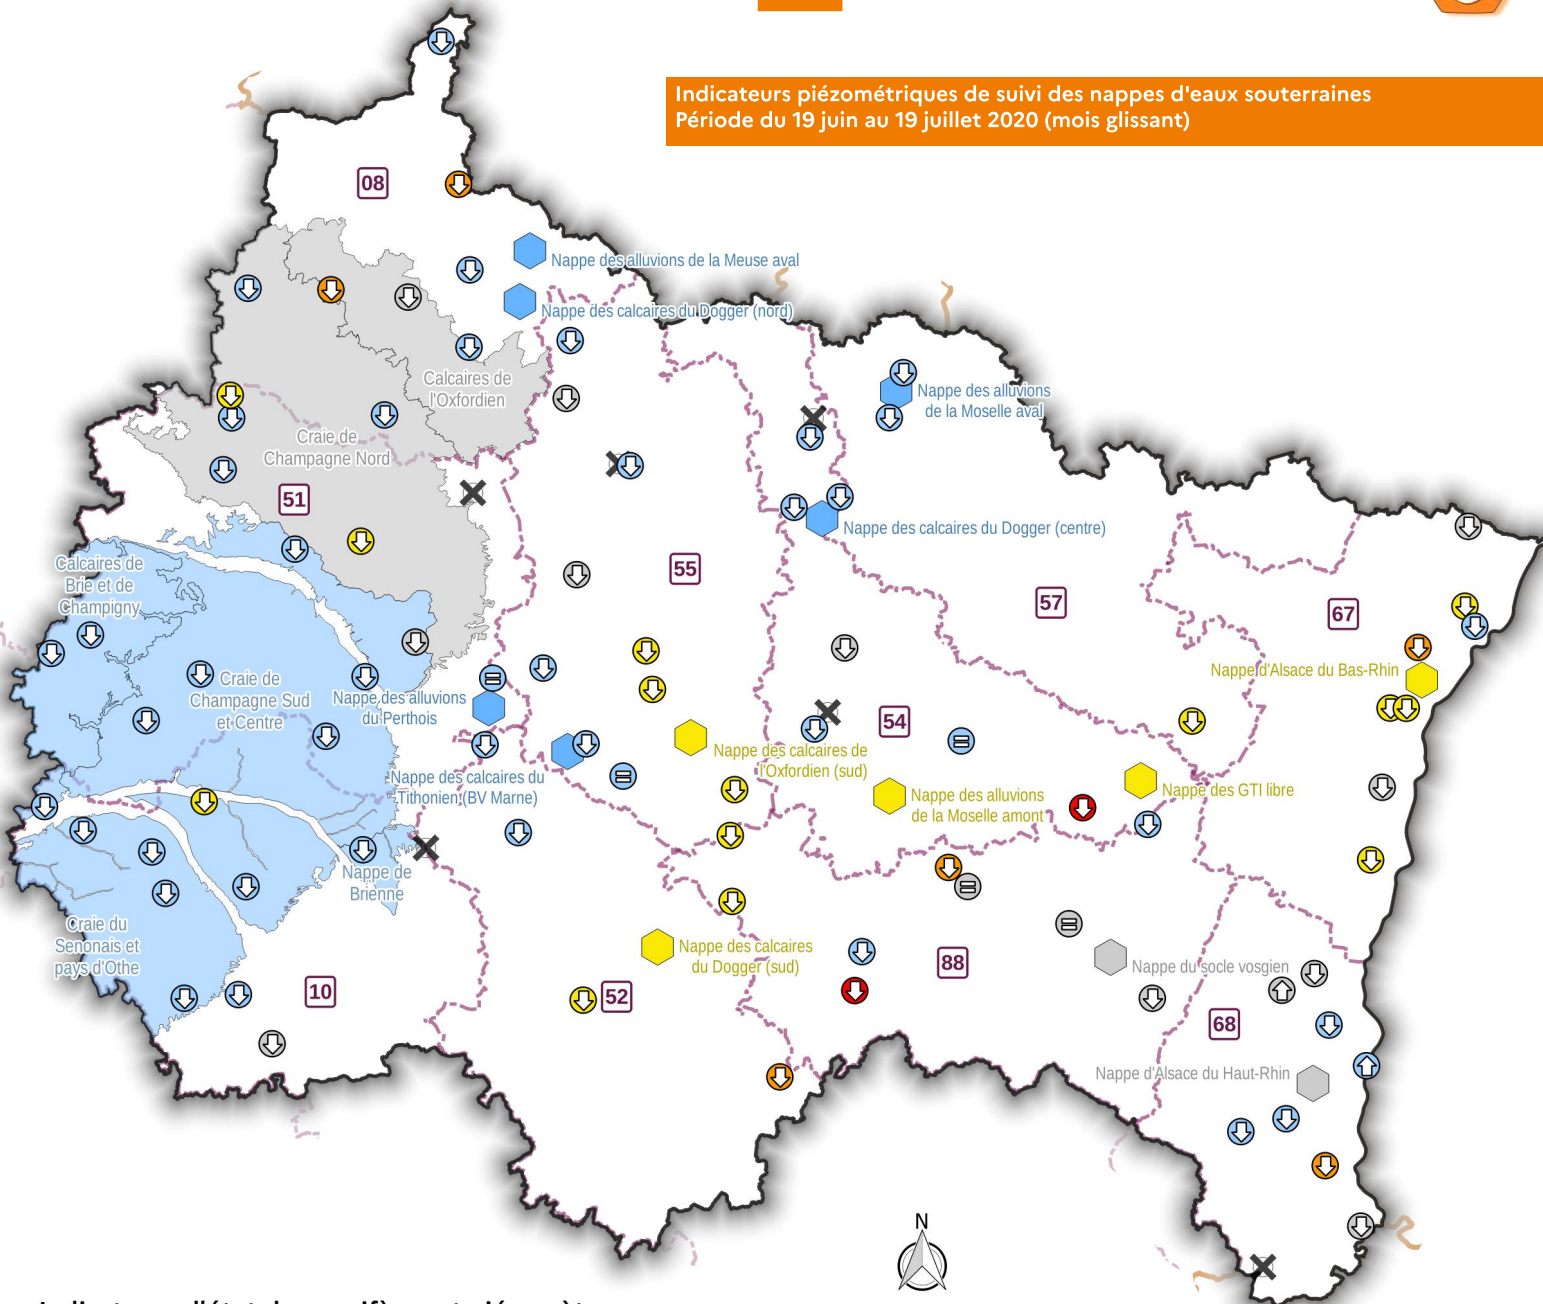 Indicateurs piézométriques de suivi des nappes d'eaux souterraines
Période du 19 juin au 19 juillet 2020 (mois glissant)
08
Nappe des alluvions de la Meuse aval
Nappe des calcaires du Dogger (nord)
Calcaires de
l'Oxfordien
Nappe des alluvions
de la Moselle aval
Craie de
Champagne Nord
51
Nappe des calcaires du Dogger (centre)
Calcaires de
Brie et de
Champigny
55
57
67
Nappe d'Alsace du Bas-Rhin
Craie de
Champagne Sud
et Centre
Nappe des alluvions
du Perthois
54
Nappe des calcaires de
l'Oxfordien (sud)
Nappe des calcaires du
Tithonien (BV Marne)
Nappe des alluvions
de la Moselle amont
Nappe des GTI libre
Nappe de
Brienne
Craie du
Senonais et
pays d'Othe
Nappe des calcaires
du Dogger (sud)
88
Nappe du socle vosgien
10
52
68
Nappe d'Alsace du Haut-Rhin
N